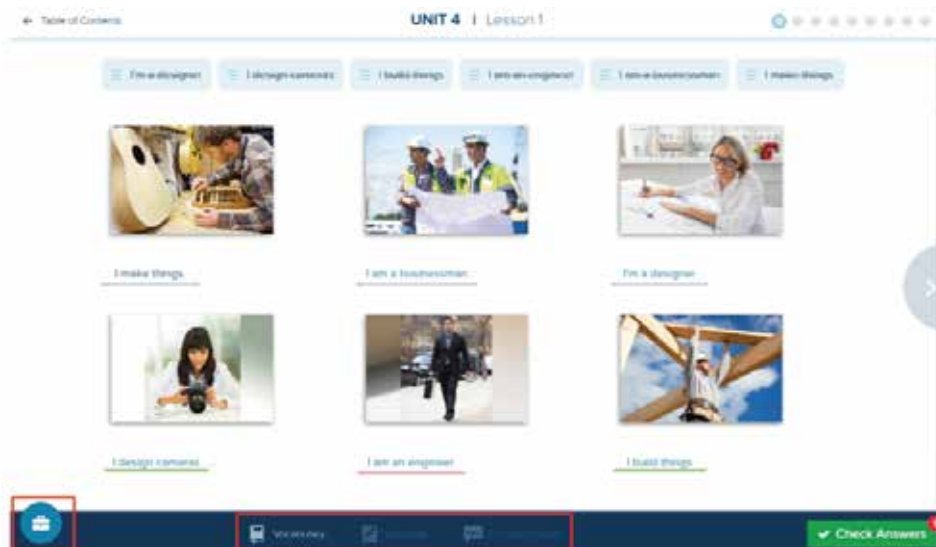 ← Table of Contents
UNIT 4 | Lesson 1
I'm a designer
I design cameras
I build things
I am an engineer
I am a businessman
I make things
I make things
I am a businessman
I'm a designer
I design cameras
I am an engineer
I build things
Vocabulary
✔ Check Answers